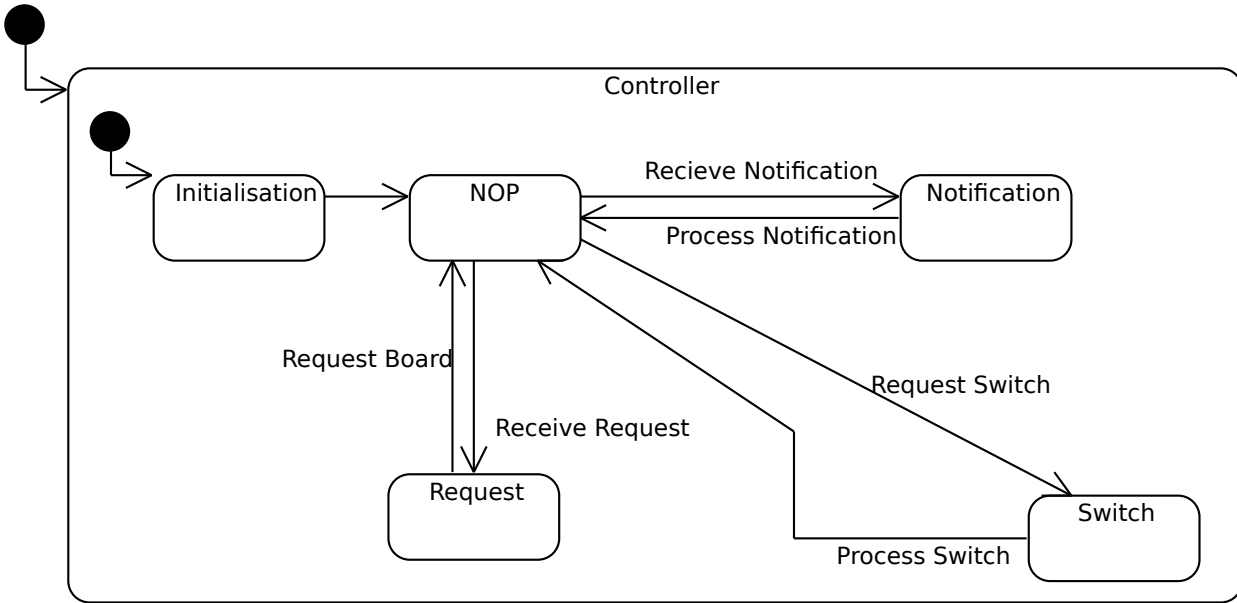 Controller
Recieve Notification
Initialisation
NOP
Notification
Process Notification
Request Board
Request Switch
Receive Request
Request
Switch
Process Switch